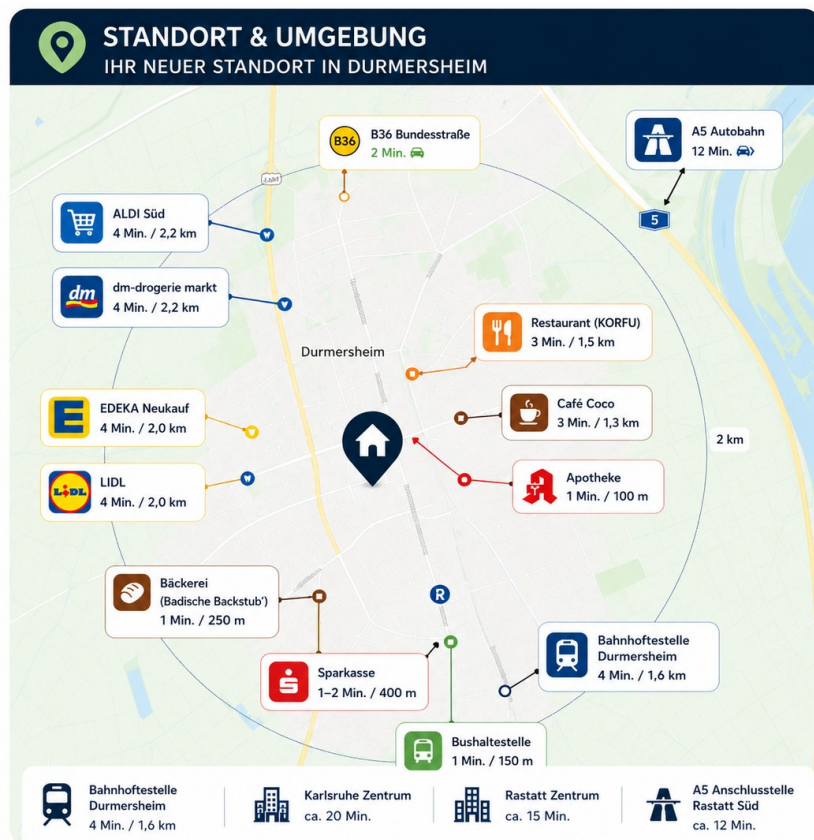 STANDORT & UMGEBUNG
IHR NEUER STANDORT IN DURMERSHEIM
B36
B36 Bundesstraße
2 Min.
A5 Autobahn
12 Min.
5
ALDI Süd
4 Min. / 2,2 km
dm
dm-drogerie markt
4 Min. / 2,2 km
Durmersheim
Restaurant (KORFU)
3 Min. / 1,5 km
E
EDEKA Neukauf
4 Min. / 2,0 km
Café Coco
3 Min. / 1,3 km
2 km
LIDL
LIDL
4 Min. / 2,0 km
Apotheke
1 Min. / 100 m
Bäckerei
(Badische Backstub')
1 Min. / 250 m
R
Sparkasse
1–2 Min. / 400 m
Bahnhoftestelle
Durmersheim
4 Min. / 1,6 km
Bushaltestelle
1 Min. / 150 m
Bahnhoftestelle
Durmersheim
4 Min. / 1,6 km
Karlsruhe Zentrum
ca. 20 Min.
Rastatt Zentrum
ca. 15 Min.
A5 Anschlusstelle
Rastatt Süd
ca. 12 Min.